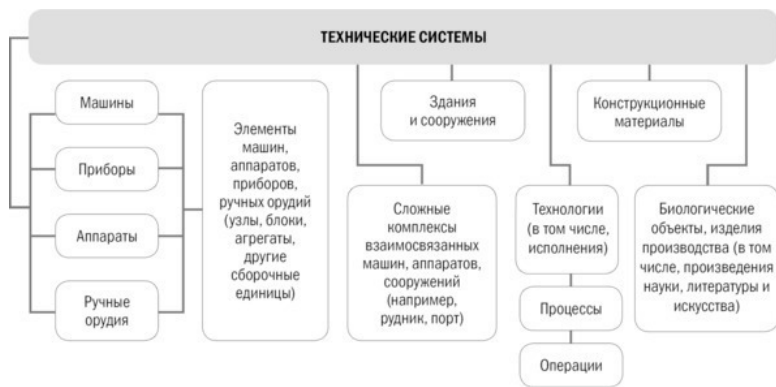 ТЕХНИЧЕСКИЕ СИСТЕМЫ
Машины
Приборы
Аппараты
Ручные
орудия
Элементы
машин,
аппаратов,
приборов,
ручных орудий
(узлы, блоки,
агрегаты,
другие
сборочные
единицы)
Здания
и сооружения
Сложные
комплексы
взаимосвязанных
машин, аппаратов,
сооружений
(например,
рудник, порт)
Технологии
(в том числе,
исполнения)
Процессы
Операции
Конструкционные
материалы
Биологические
объекты, изделия
производства (в том
числе, произведения
науки, литературы и
искусства)